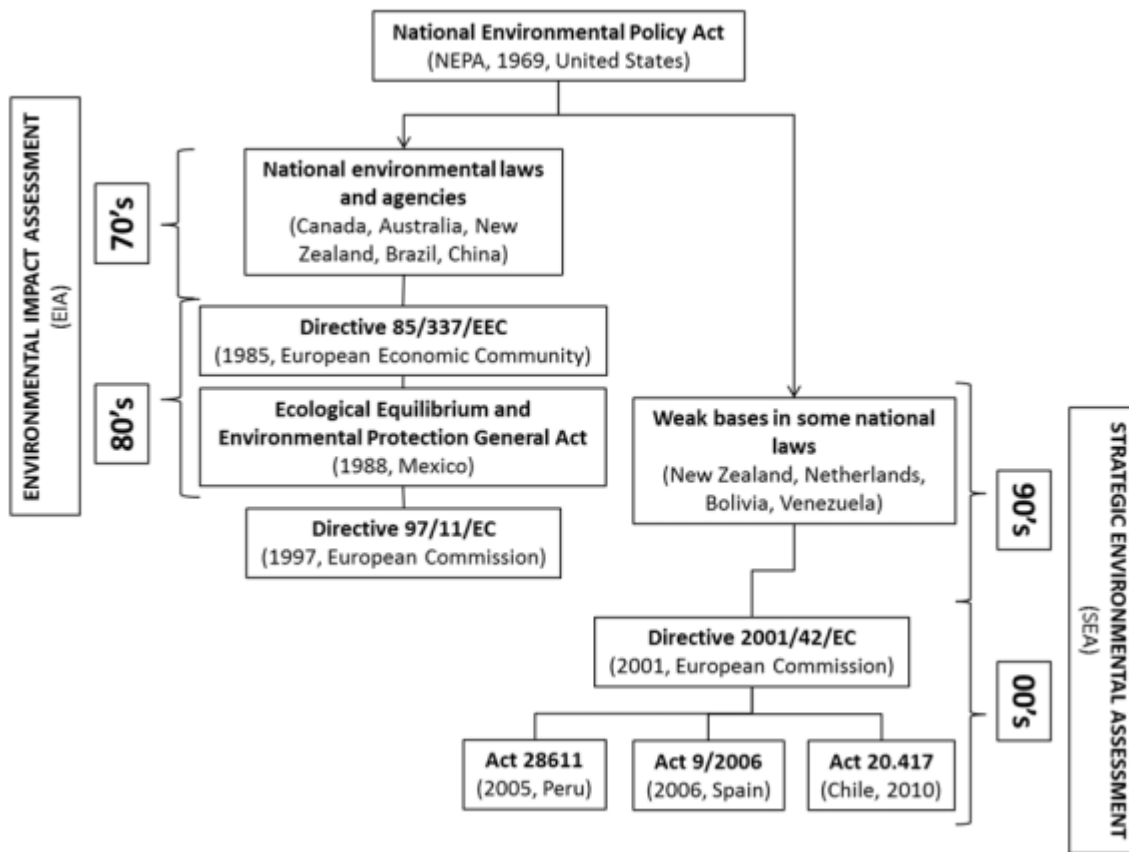 National Environmental Policy Act
(NEPA, 1969, United States)
ENVIRONMENTAL IMPACT ASSESSMENT
(EIA)
70's
National environmental laws
and agencies
(Canada, Australia, New
Zealand, Brazil, China)
80's
Directive 85/337/EEC
(1985, European Economic Community)
Ecological Equilibrium and
Environmental Protection General Act
(1988, Mexico)
Directive 97/11/EC
(1997, European Commission)
Weak bases in some national
laws
(New Zealand, Netherlands,
Bolivia, Venezuela)
90's
STRATEGIC ENVIRONMENTAL ASSESSMENT
(SEA)
Directive 2001/42/EC
(2001, European Commission)
00's
Act 28611
(2005, Peru)
Act 9/2006
(2006, Spain)
Act 20.417
(Chile, 2010)